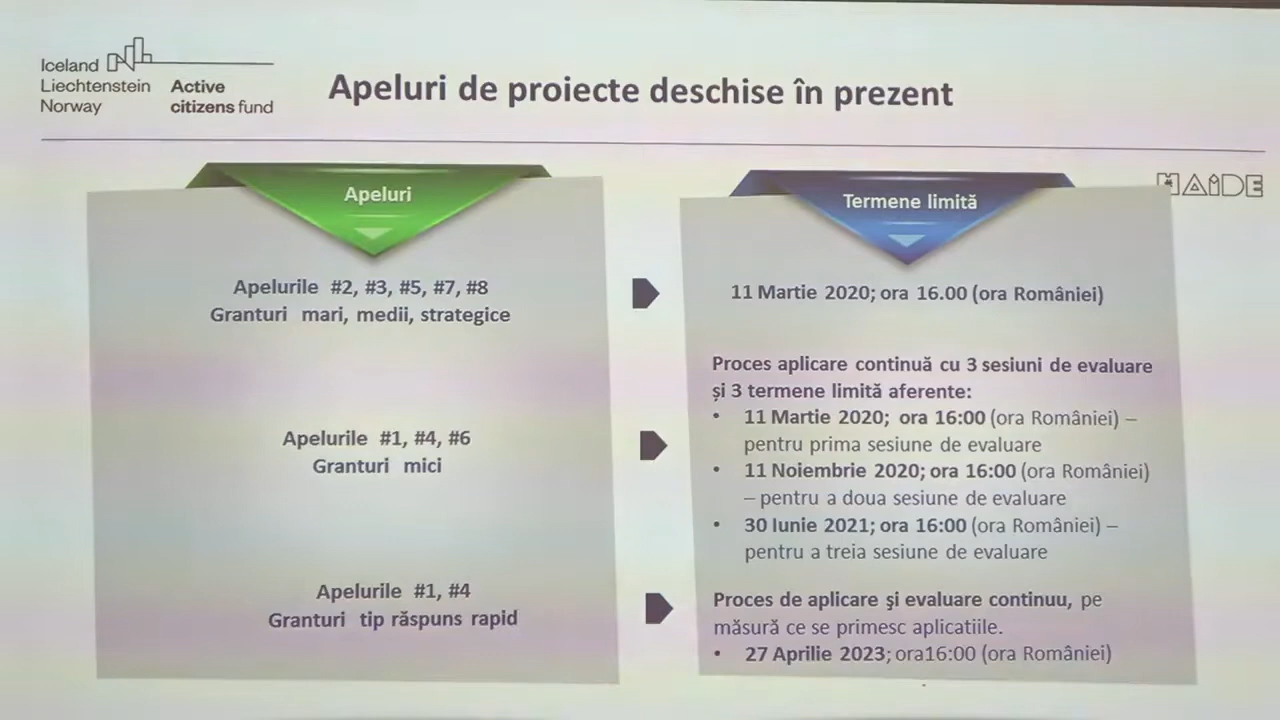 Iceland
Liechtenstein Active
Norway citizens fund
Apeluri de proiecte deschise în prezent
HAIDE
Apeluri
Termene limită
Apelurile #2, #3, #5, #7, #8
Granturi mari, medii, strategice
11 Martie 2020; ora 16.00 (ora României)
Apelurile #1, #4, #6
Granturi mici
Proces aplicare continuă cu 3 sesiuni de evaluare
și 3 termene limită aferente:
• 11 Martie 2020; ora 16:00 (ora României) –
pentru prima sesiune de evaluare
• 11 Noiembrie 2020; ora 16:00 (ora României)
– pentru a doua sesiune de evaluare
• 30 Iunie 2021; ora 16:00 (ora României) –
pentru a treia sesiune de evaluare
Apelurile #1, #4
Granturi tip răspuns rapid
Proces de aplicare şi evaluare continuu, pe
măsură ce se primesc aplicatiile.
• 27 Aprilie 2023; ora16:00 (ora României)